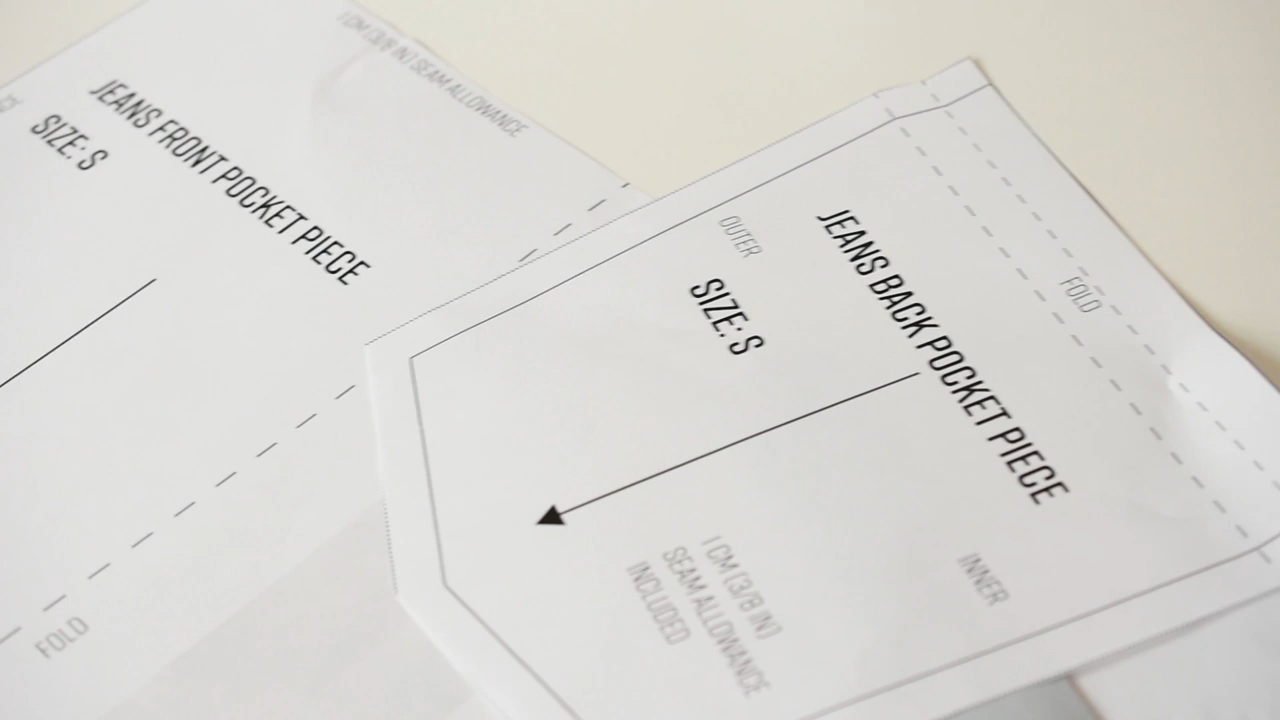 1 CM (3/8 IN) SEAM ALLOWANCE
JEANS FRONT POCKET PIECE
SIZE: S
FOLD
FOLD
JEANS BACK POCKET PIECE
OUTER
SIZE: S
INNER
1 CM (3/8 IN)
SEAM ALLOWANCE
INCLUDED